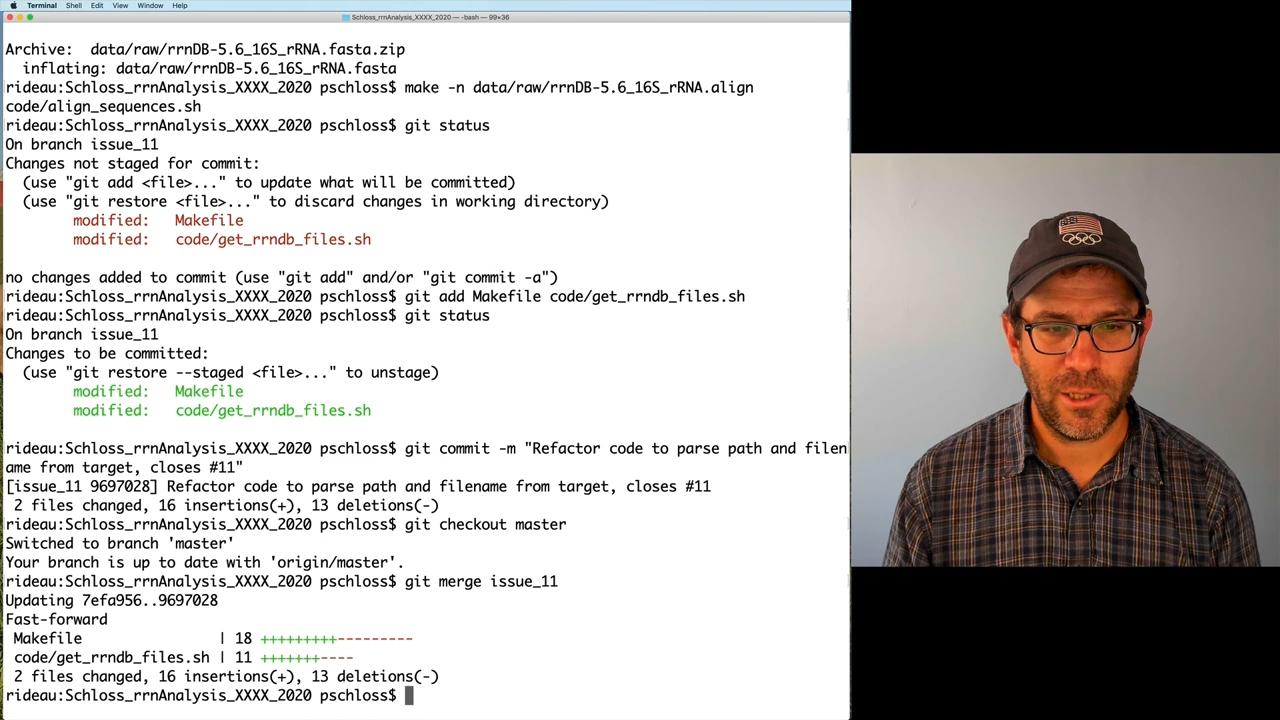 Terminal Shell Edit View Window Help
Schloss_rrnAnalysis_XXXX_2020 — -bash — 99×36
Archive:  data/raw/rrnDB-5.6_16S_rRNA.fasta.zip
inflating: data/raw/rrnDB-5.6_16S_rRNA.fasta
rideau:Schloss_rrnAnalysis_XXXX_2020 pschloss$ make -n data/raw/rrnDB-5.6_16S_rRNA.align
code/align_sequences.sh
rideau:Schloss_rrnAnalysis_XXXX_2020 pschloss$ git status
On branch issue_11
Changes not staged for commit:
(use "git add <file>..." to update what will be committed)
(use "git restore <file>..." to discard changes in working directory)
modified:   Makefile
modified:   code/get_rrndb_files.sh
no changes added to commit (use "git add" and/or "git commit -a")
rideau:Schloss_rrnAnalysis_XXXX_2020 pschloss$ git add Makefile code/get_rrndb_files.sh
rideau:Schloss_rrnAnalysis_XXXX_2020 pschloss$ git status
On branch issue_11
Changes to be committed:
(use "git restore --staged <file>..." to unstage)
modified:   Makefile
modified:   code/get_rrndb_files.sh
rideau:Schloss_rrnAnalysis_XXXX_2020 pschloss$ git commit -m "Refactor code to parse path and filen
ame from target, closes #11"
[issue_11 9697028] Refactor code to parse path and filename from target, closes #11
2 files changed, 16 insertions(+), 13 deletions(-)
rideau:Schloss_rrnAnalysis_XXXX_2020 pschloss$ git checkout master
Switched to branch 'master'
Your branch is up to date with 'origin/master'.
rideau:Schloss_rrnAnalysis_XXXX_2020 pschloss$ git merge issue_11
Updating 7efa956..9697028
Fast-forward
Makefile                | 18 +++++++++---------
code/get_rrndb_files.sh | 11 +++++++----
2 files changed, 16 insertions(+), 13 deletions(-)
rideau:Schloss_rrnAnalysis_XXXX_2020 pschloss$